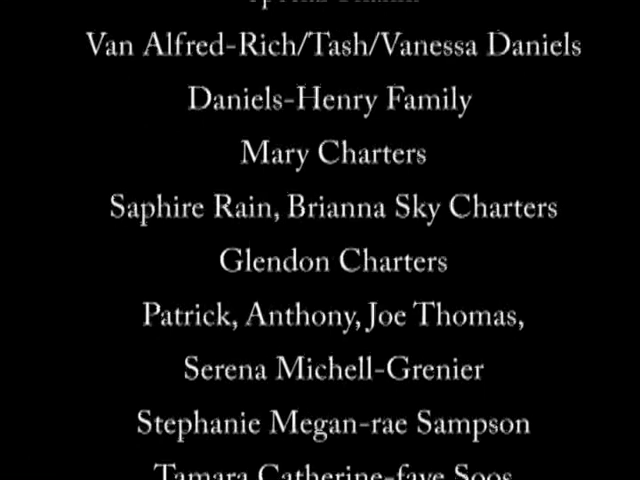 Van Alfred-Rich/Tash/Vanessa Daniels
Daniels-Henry Family
Mary Charters
Saphire Rain, Brianna Sky Charters
Glendon Charters
Patrick, Anthony, Joe Thomas,
Serena Michell-Grenier
Stephanie Megan-rae Sampson
Tamara Catherine-faye Soos